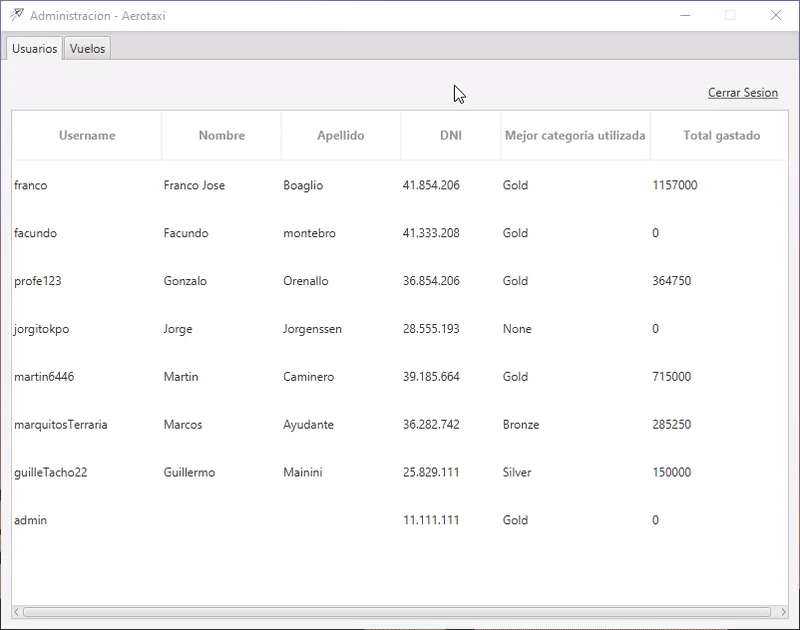 Administracion - Aerotaxi
Usuarios Vuelos
Cerrar Sesion
Username Nombre Apellido DNI Mejor categoria utilizada Total gastado
franco Franco Jose Boaglio 41.854.206 Gold 1157000
facundo Facundo montebro 41.333.208 Gold 0
profe123 Gonzalo Orenallo 36.854.206 Gold 364750
jorgitokpo Jorge Jorgenssen 28.555.193 None 0
martin6446 Martin Caminero 39.185.664 Gold 715000
marquitosTerraria Marcos Ayudante 36.282.742 Bronze 285250
guilleTacho22 Guillermo Mainini 25.829.111 Silver 150000
admin 11.111.111 Gold 0